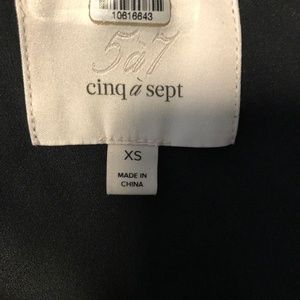 10616643
5à7
cinq à sept
XS
MADE IN
CHINA